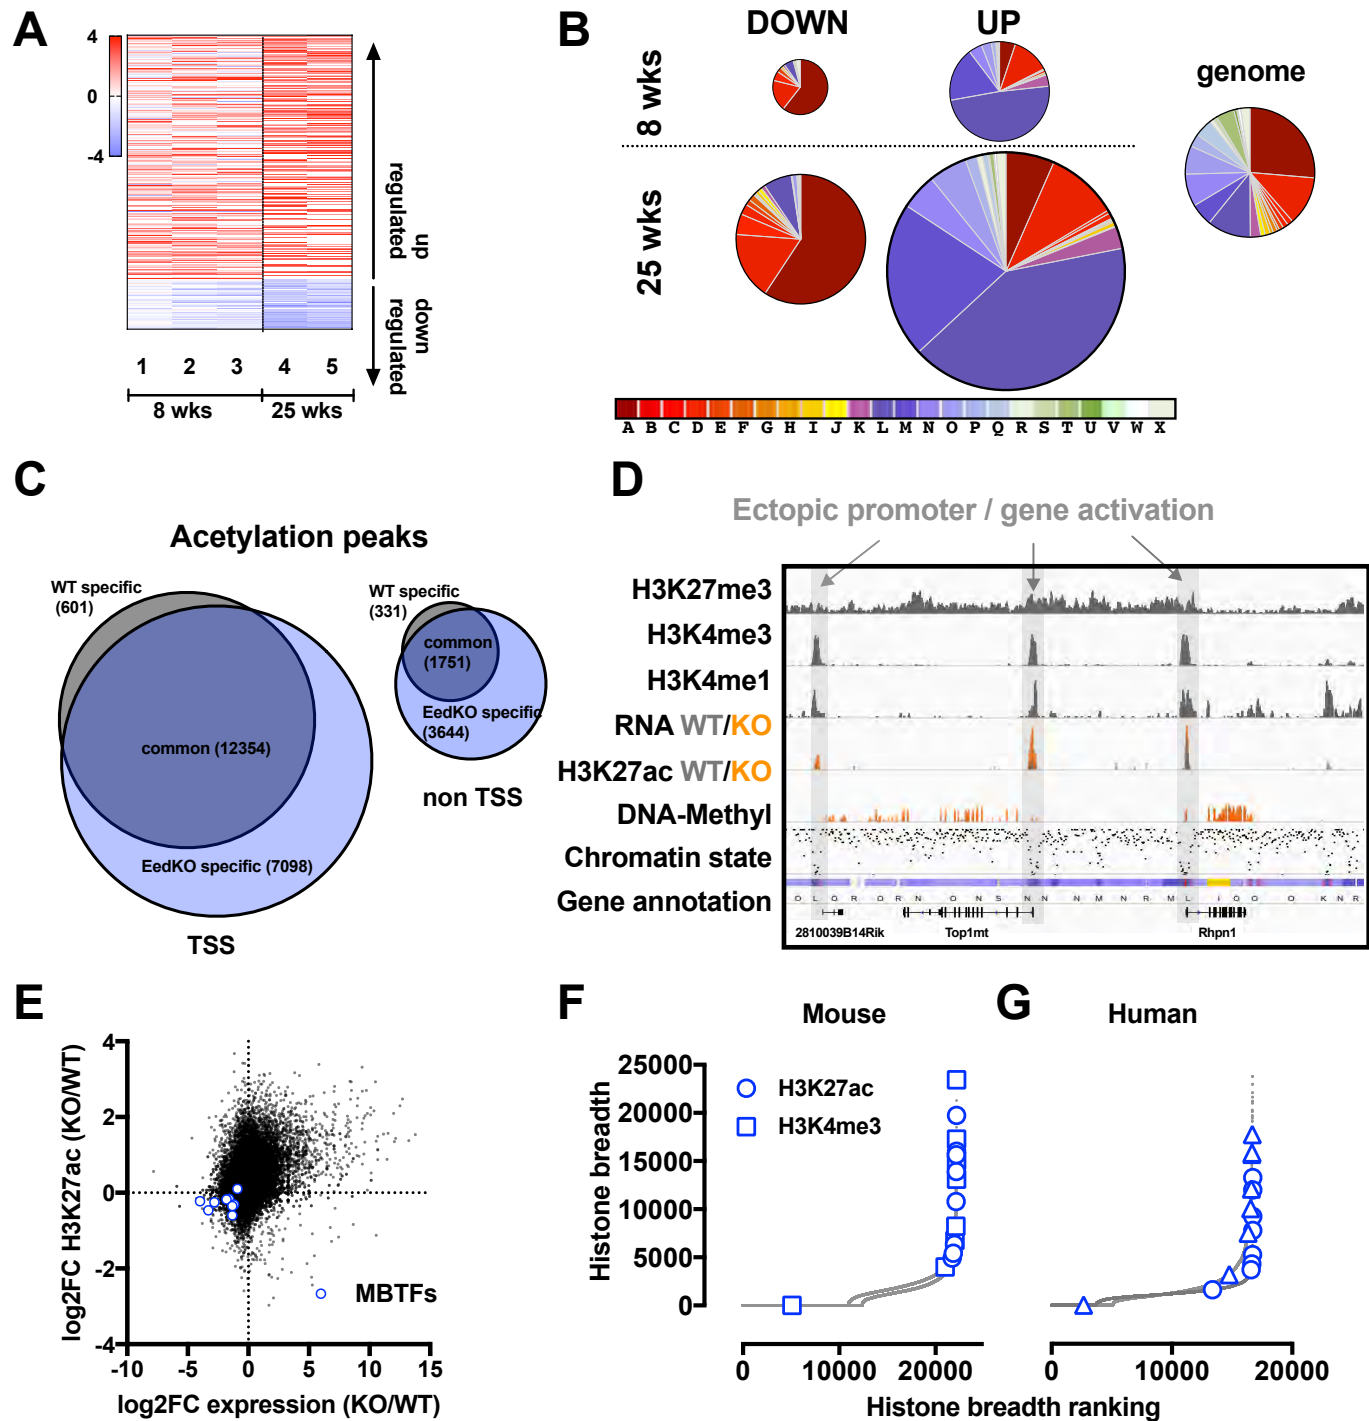 A
4
0
-4
up
regulated
down
regulated
1 2 3 4 5
8 wks 25 wks
B
DOWN UP
8 wks
25 wks
genome
A B C D E F G H I J K L M N O P Q R S T U V W X
C
Acetylation peaks
WT specific
(601)
common (12354)
EedKO specific (7098)
TSS
WT specific
(331)
common
(1751)
EedKO specific
(3644)
non TSS
D
Ectopic promoter / gene activation
H3K27me3
H3K4me3
H3K4me1
RNA WT/KO
H3K27ac WT/KO
DNA-Methyl
Chromatin state
Gene annotation
O L Q R Q R N O N S N N M N R M L I Q O O K N R
2810039B14Rik Top1mt Rhpn1
E
log2FC H3K27ac (KO/WT)
4
2
0
-2
-4
MBTFs
-10 -5 0 5 10 15
log2FC expression (KO/WT)
F
Mouse
Histone breadth
25000
20000
15000
10000
5000
0
H3K27ac
H3K4me3
0 10000 20000
G
Human
0 10000 20000
Histone breadth ranking